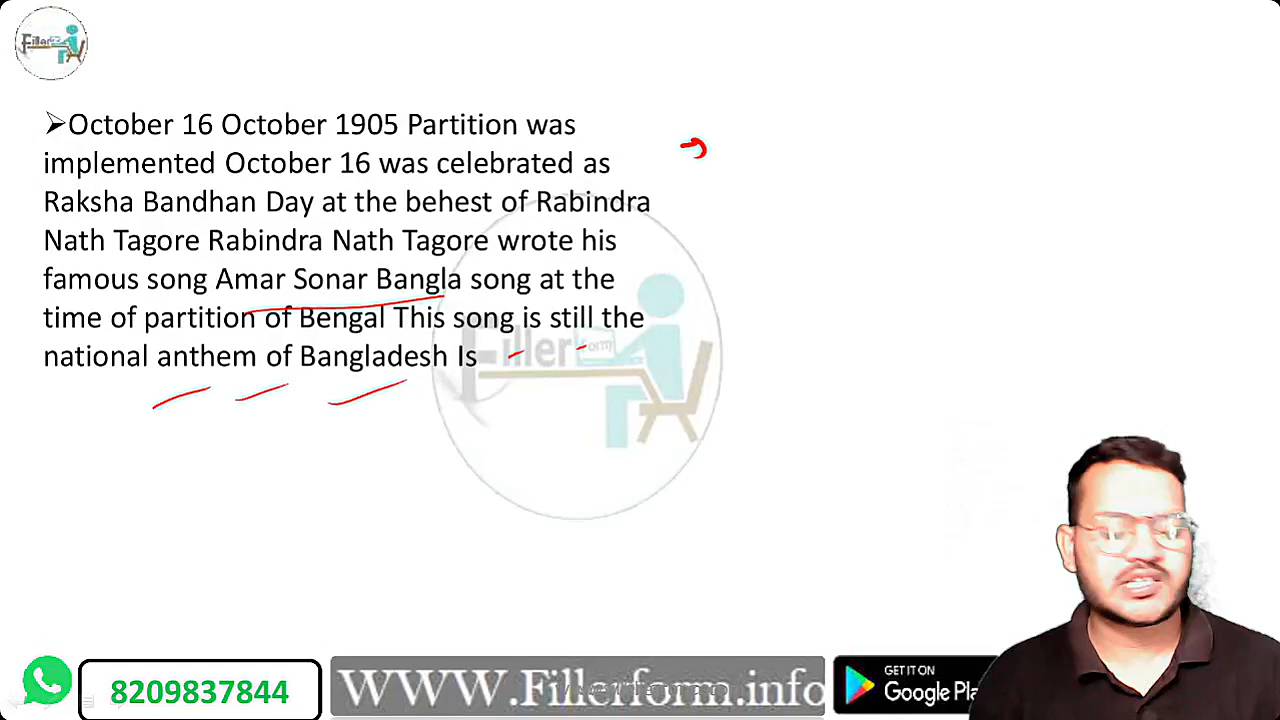 Fillerform
➢October 16 October 1905 Partition was
implemented October 16 was celebrated as
Raksha Bandhan Day at the behest of Rabindra
Nath Tagore Rabindra Nath Tagore wrote his
famous song Amar Sonar Bangla song at the
time of partition of Bengal This song is still the
national anthem of Bangladesh Is
Fillerform
8209837844
WWW.Fillerform.info
GET IT ON
Google Pla